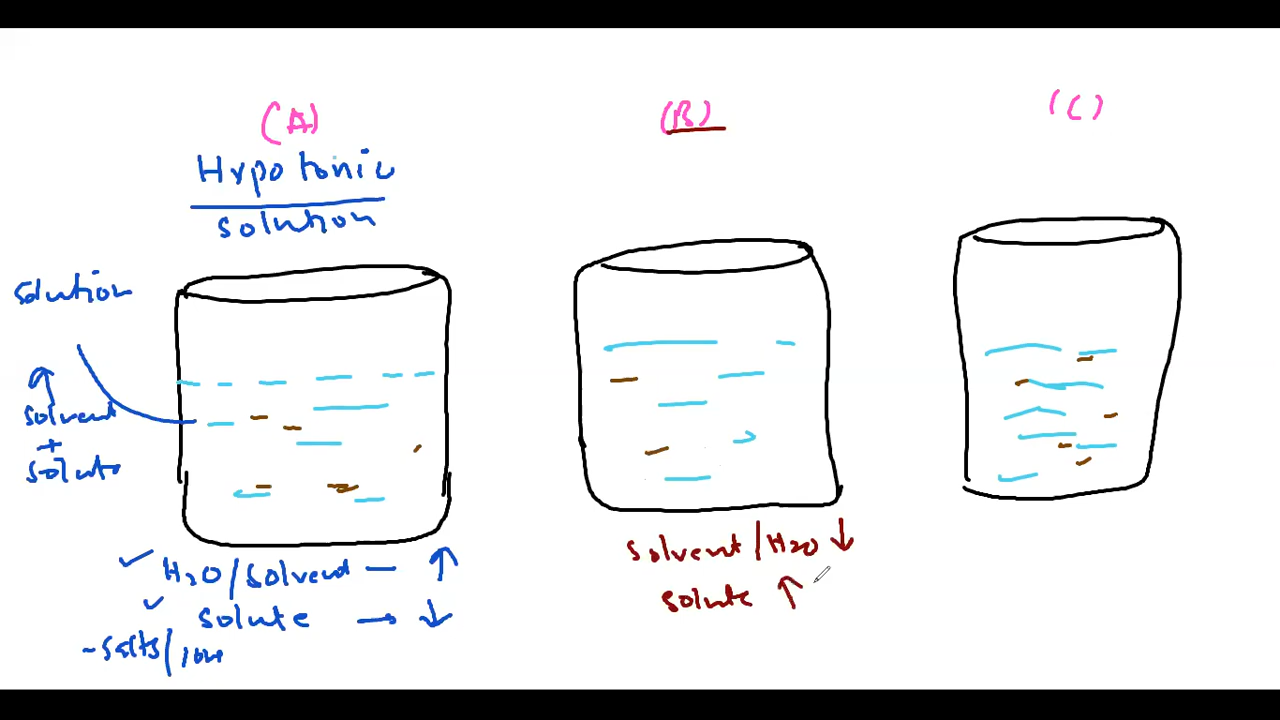 (A)
(B)
(C)
Hypotonic
solution
solution
↑
solvent
+
solute
✓ H2O/solvent — ↑
✓ solute → ↓
~salts/ions
solvent/H2O ↓
solute ↑